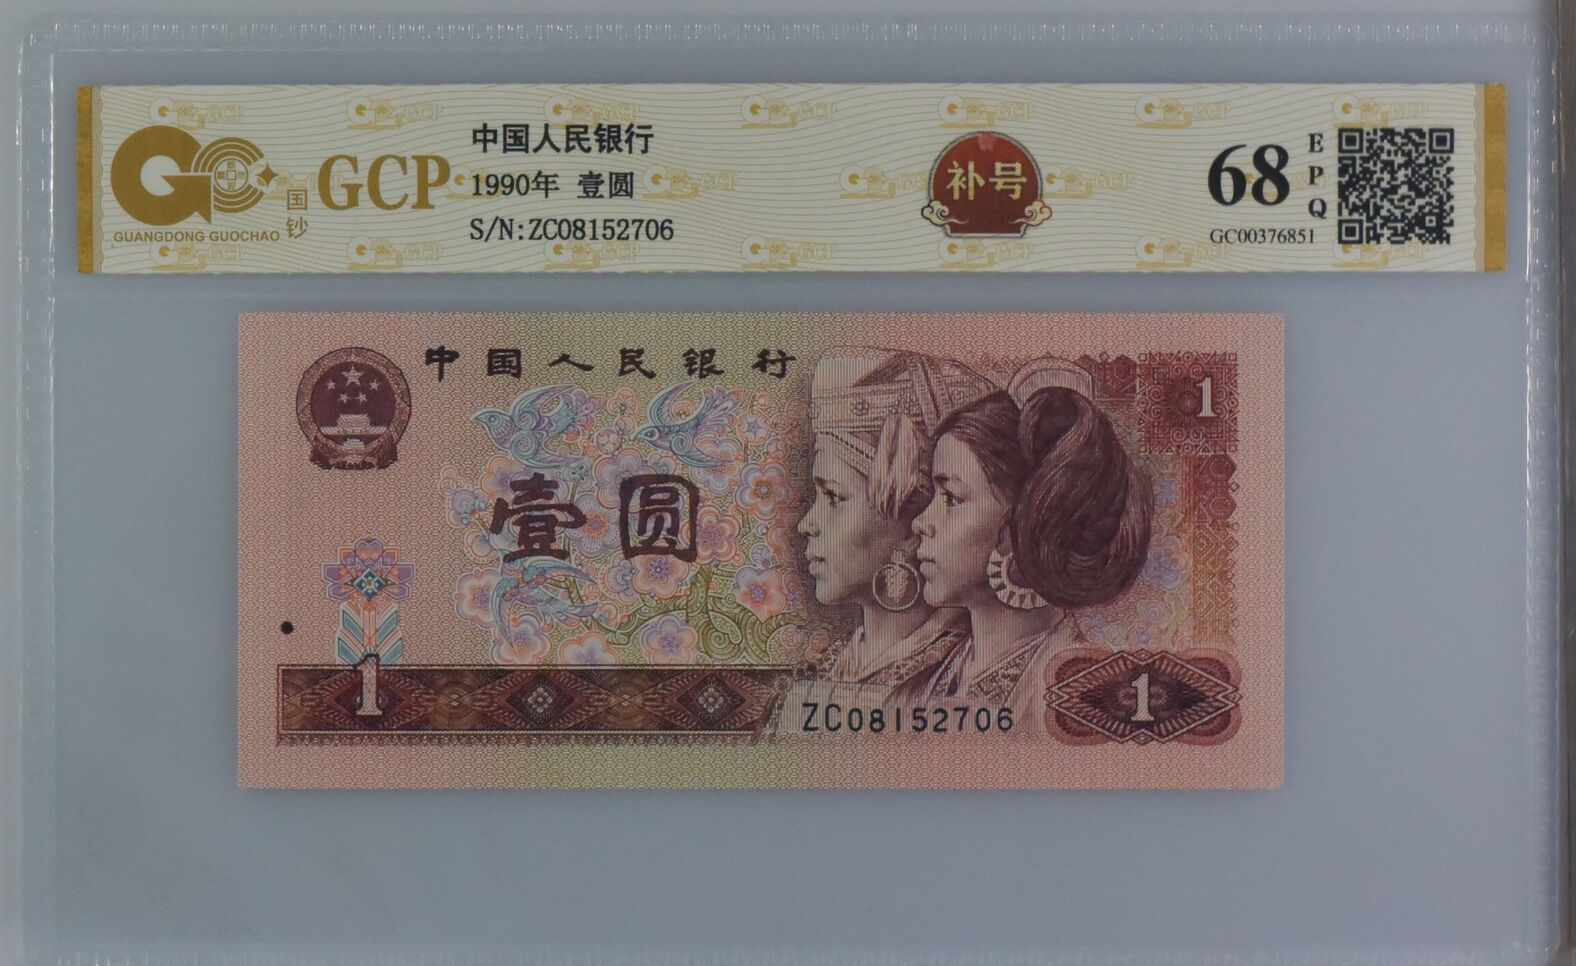 中国人民银行
1990年 壹圆
S/N:ZC08152706
GCP
国钞
GUANGDONG GUOCHAO
补号
68
EPQ
GC00376851
中国人民银行
1
壹圆
1
ZC08152706
1